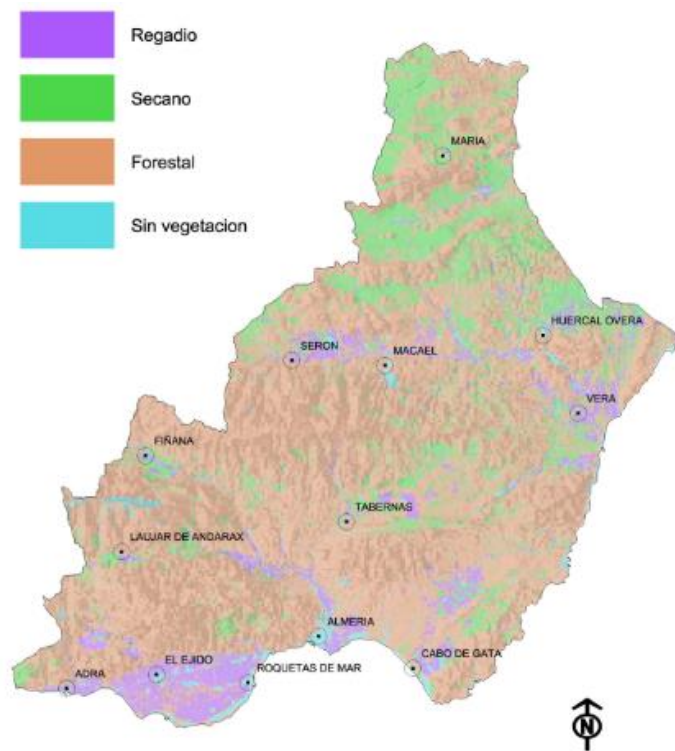 Regadio
Secano
Forestal
Sin vegetacion
MARIA
HUERCAL OVERA
SERON
MACAEL
VERA
FIÑANA
TABERNAS
LAUJAR DE ANDARAX
ALMERIA
CABO DE GATA
EL EJIDO
ROQUETAS DE MAR
ADRA
N